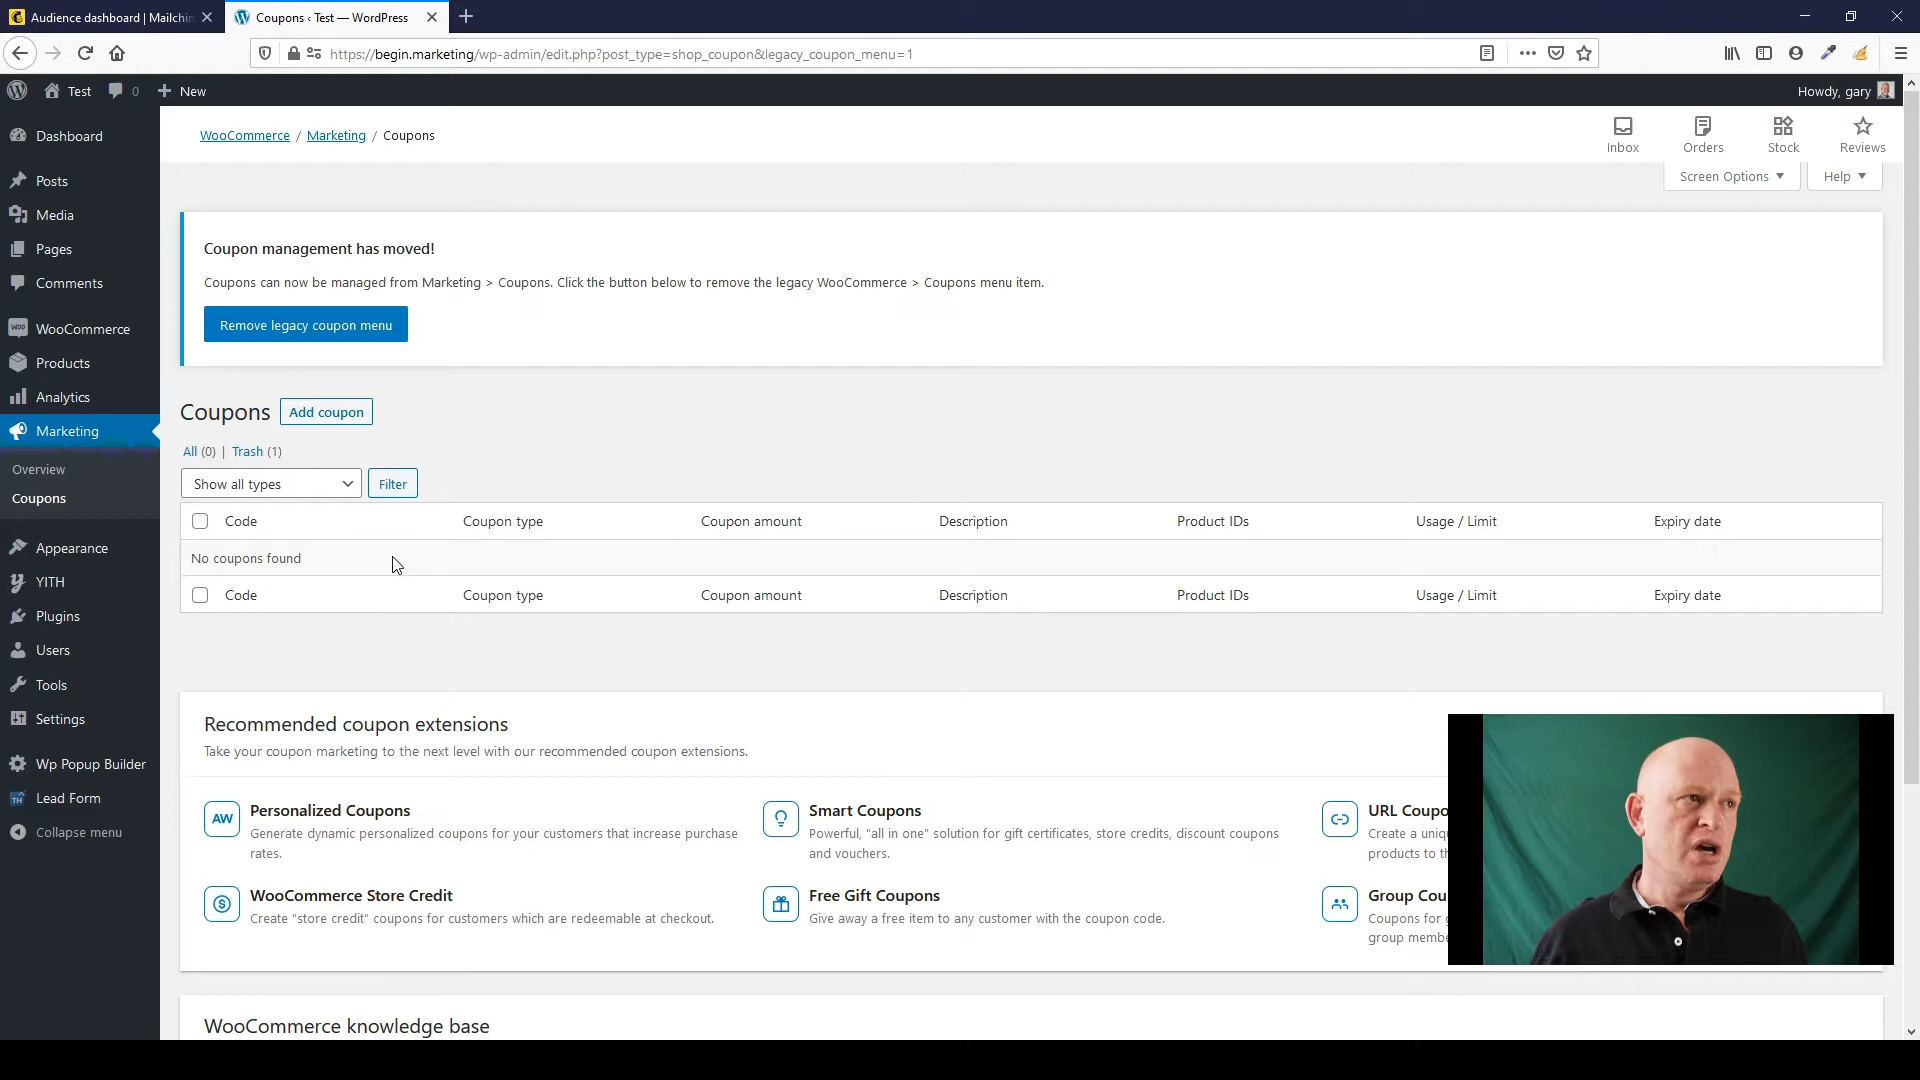 Audience dashboard | Mailchin
Coupons ‹ Test — WordPress
https://begin.marketing/wp-admin/edit.php?post_type=shop_coupon&legacy_coupon_menu=1
Test
0
New
Howdy, gary
Dashboard
Posts
Media
Pages
Comments
WooCommerce
Products
Analytics
Marketing
Overview
Coupons
Appearance
YITH
Plugins
Users
Tools
Settings
Wp Popup Builder
Lead Form
Collapse menu
WooCommerce / Marketing / Coupons
Inbox
Orders
Stock
Reviews
Screen Options
Help
Coupon management has moved!
Coupons can now be managed from Marketing > Coupons. Click the button below to remove the legacy WooCommerce > Coupons menu item.
Remove legacy coupon menu
Coupons
Add coupon
All (0) | Trash (1)
Show all types
Filter
Code Coupon type Coupon amount Description Product IDs Usage / Limit Expiry date
No coupons found
Code Coupon type Coupon amount Description Product IDs Usage / Limit Expiry date
Recommended coupon extensions
Take your coupon marketing to the next level with our recommended coupon extensions.
AW
Personalized Coupons
Generate dynamic personalized coupons for your customers that increase purchase
rates.
Smart Coupons
Powerful, "all in one" solution for gift certificates, store credits, discount coupons
and vouchers.
URL Coupo
Create a uniq
products to th
WooCommerce Store Credit
Create "store credit" coupons for customers which are redeemable at checkout.
Free Gift Coupons
Give away a free item to any customer with the coupon code.
Group Cou
Coupons for g
group membe
WooCommerce knowledge base